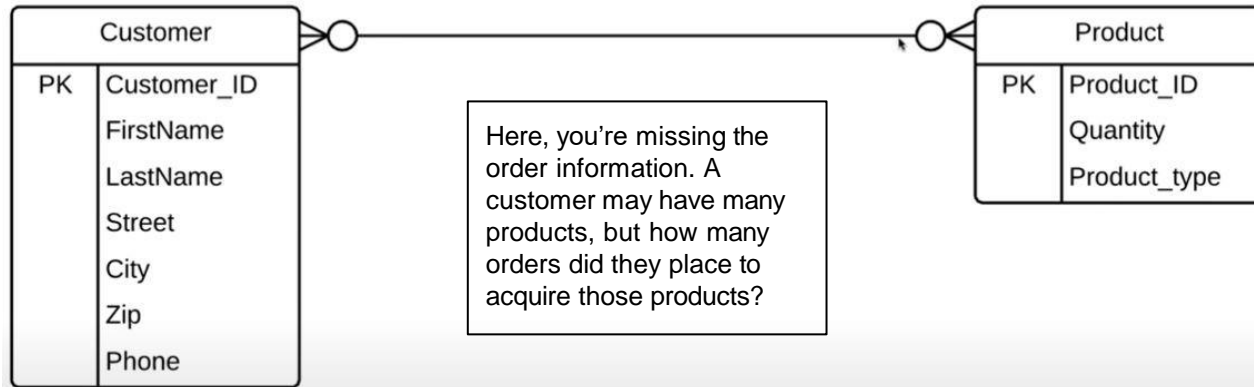 Customer
PK Customer_ID
FirstName
LastName
Street
City
Zip
Phone
Here, you’re missing the
order information. A
customer may have many
products, but how many
orders did they place to
acquire those products?
Product
PK Product_ID
Quantity
Product_type